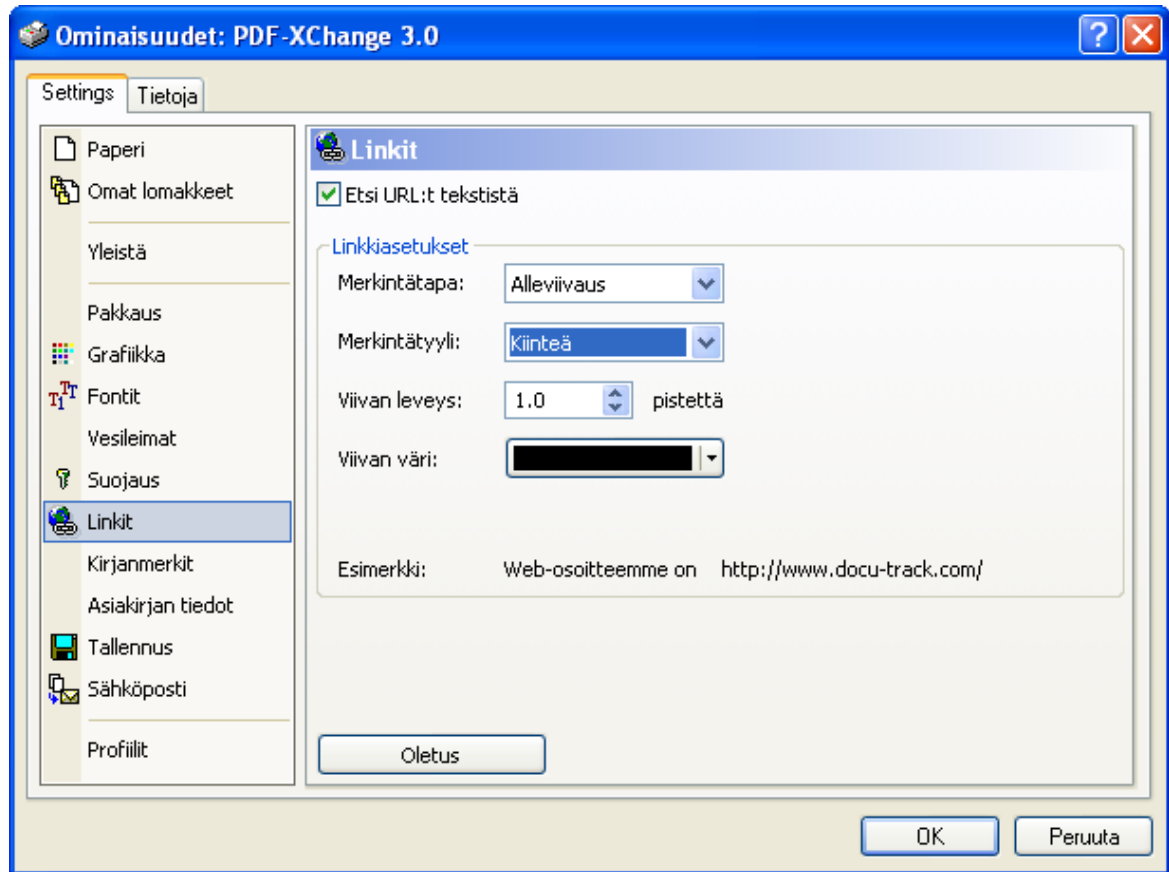 Ominaisuudet: PDF-XChange 3.0
Settings Tietoja
Paperi
Omat lomakkeet
Yleistä
Pakkaus
Grafiikka
Fontit
Vesileimat
Suojaus
Linkit
Kirjanmerkit
Asiakirjan tiedot
Tallennus
Sähköposti
Profiilit
Linkit
Etsi URL:t tekstistä
Linkkiasetukset
Merkintätapa: Alleviivaus
Merkintätyyli: Kiinteä
Viivan leveys: 1.0 pistettä
Viivan väri:
Esimerkki: Web-osoitteemme on http://www.docu-track.com/
Oletus
OK Peruuta